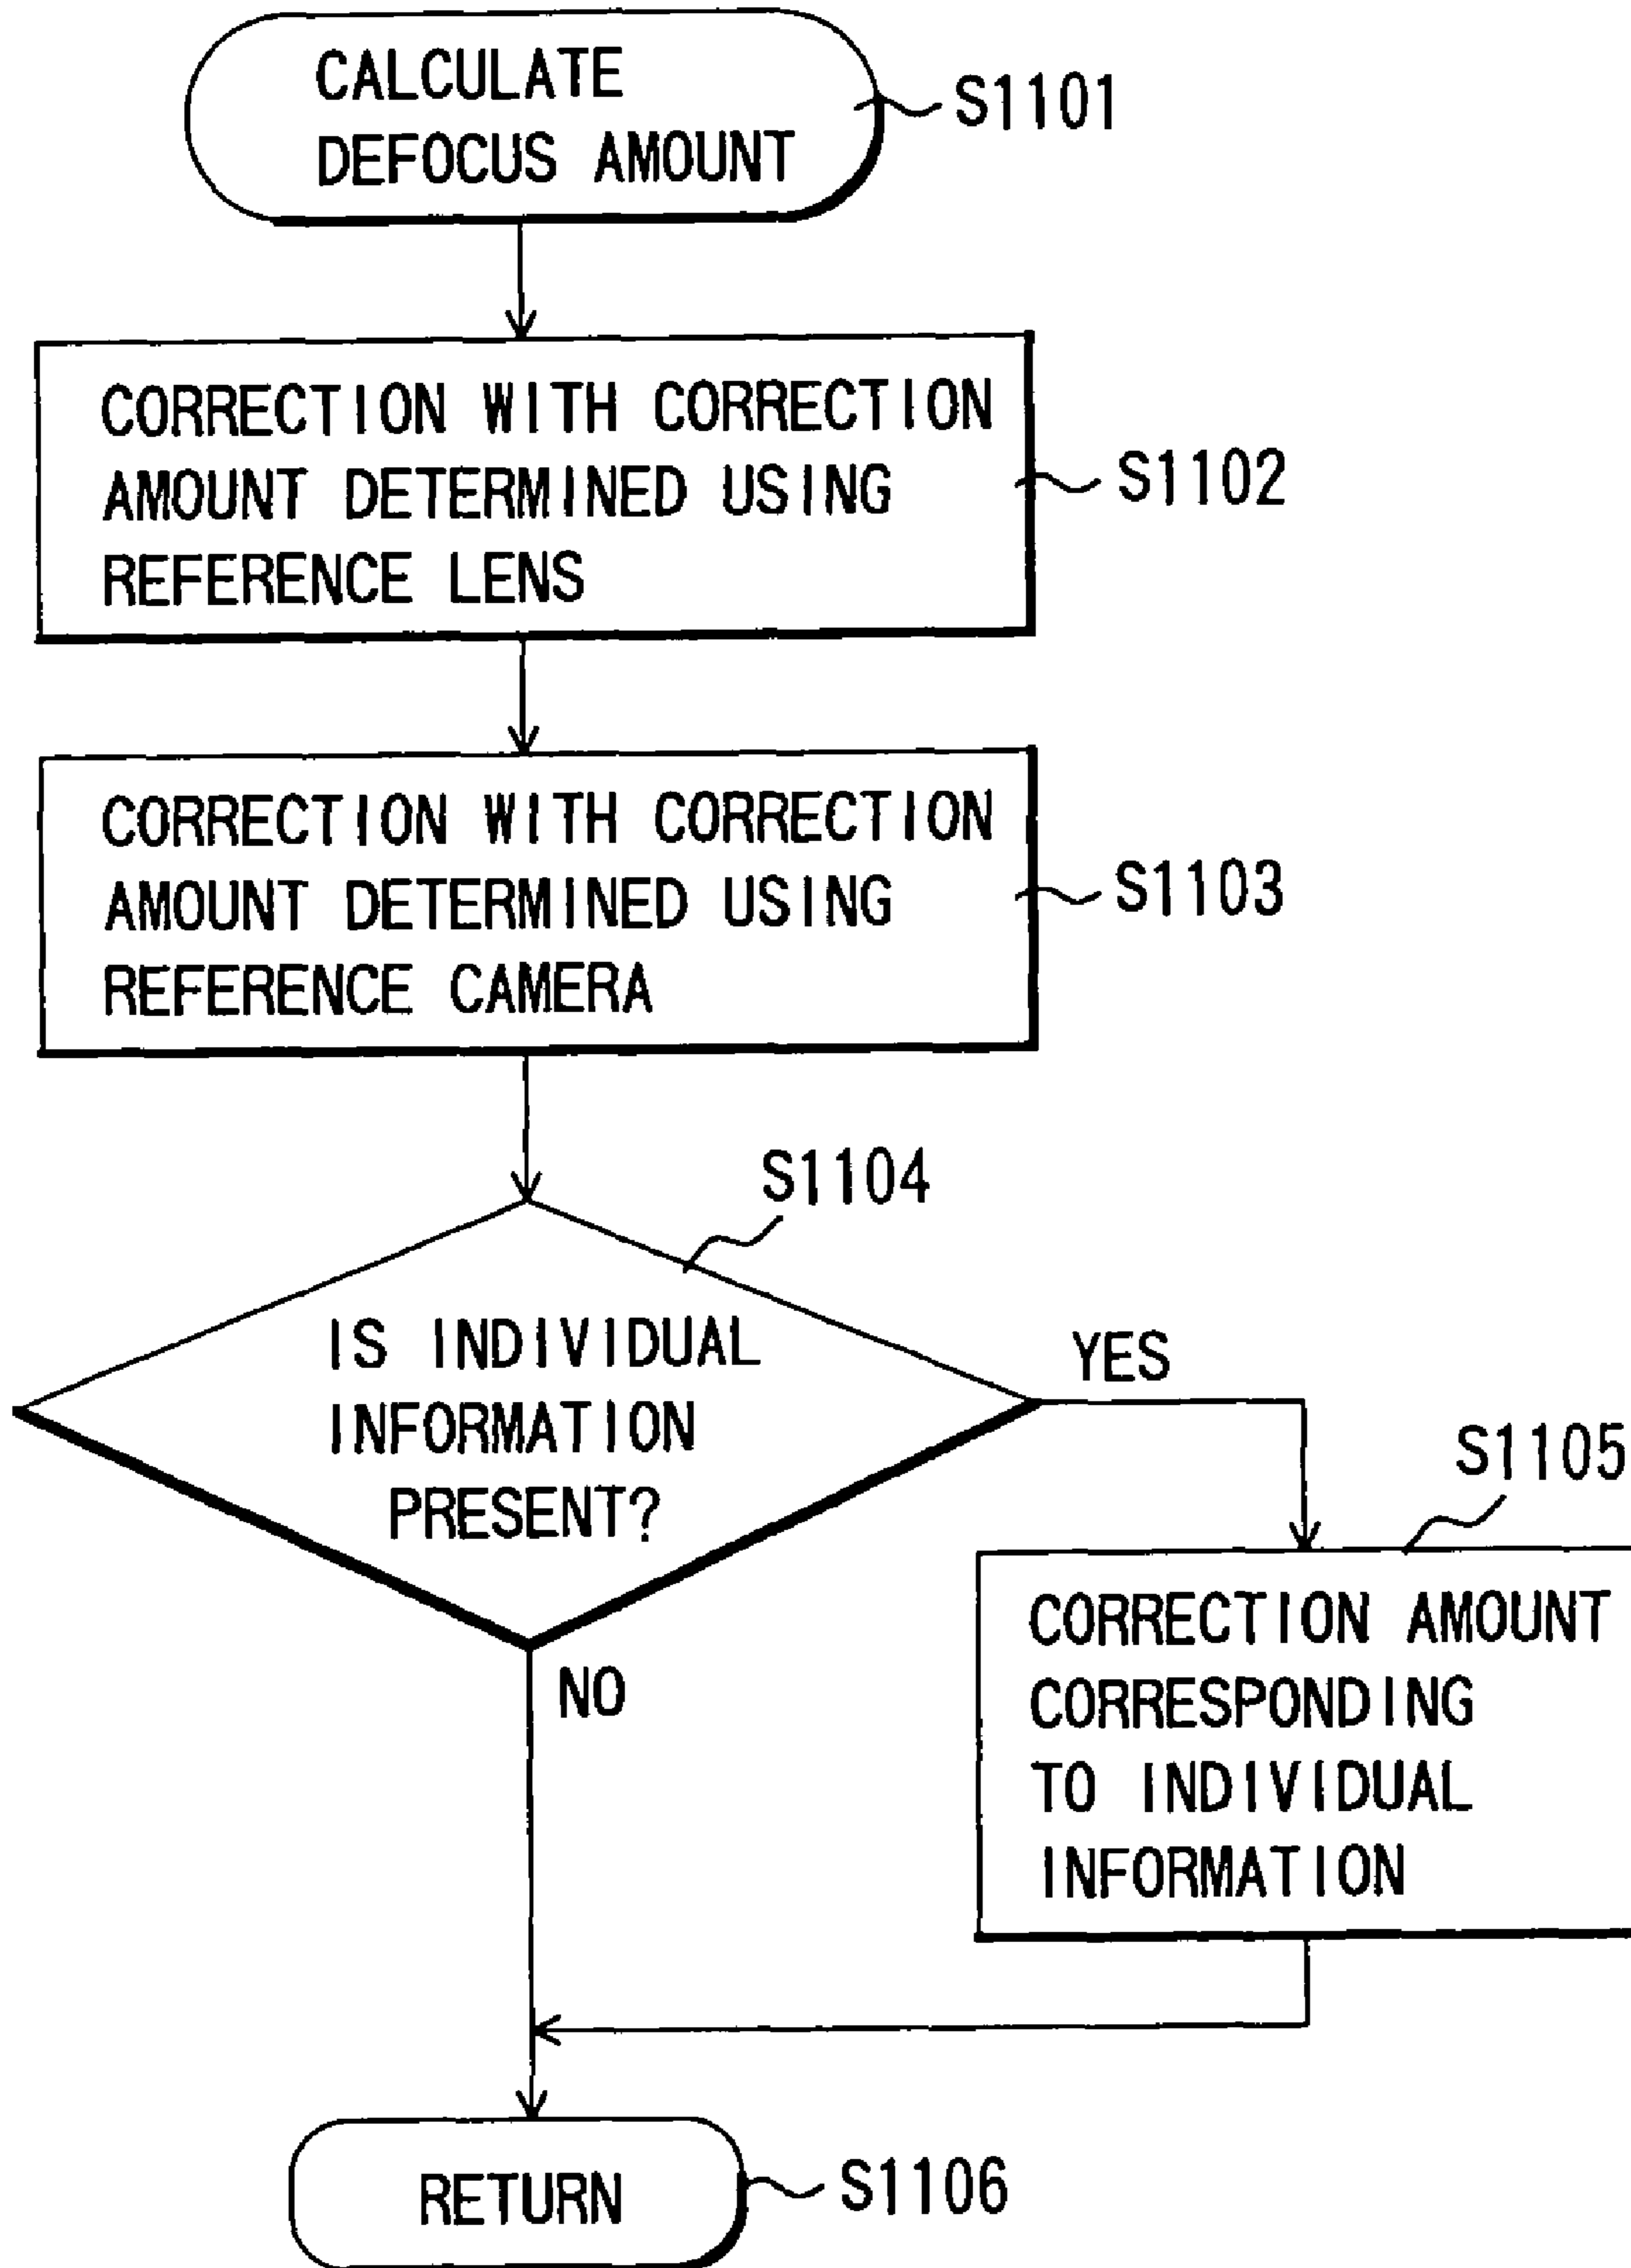 CALCULATE
DEFOCUS AMOUNT
S1101
CORRECTION WITH CORRECTION
AMOUNT DETERMINED USING
REFERENCE LENS
S1102
CORRECTION WITH CORRECTION
AMOUNT DETERMINED USING
REFERENCE CAMERA
S1103
S1104
IS INDIVIDUAL
INFORMATION
PRESENT?
YES
NO
S1105
CORRECTION AMOUNT
CORRESPONDING
TO INDIVIDUAL
INFORMATION
RETURN
S1106